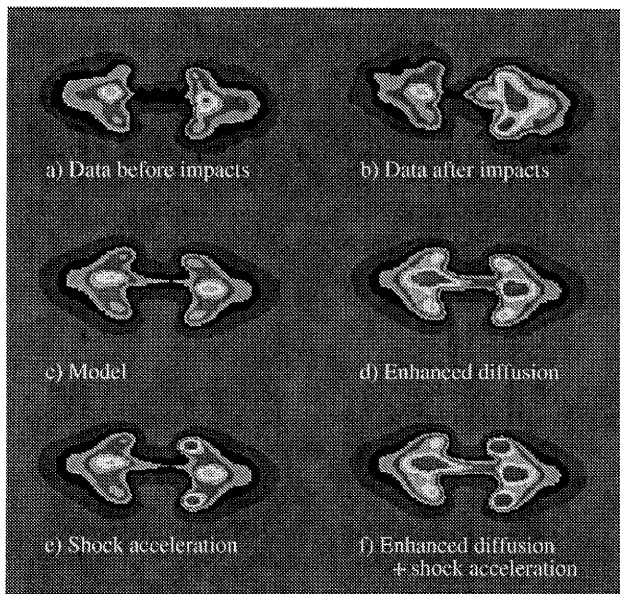 a) Data before impacts
b) Data after impacts
c) Model
d) Enhanced diffusion
e) Shock acceleration
f) Enhanced diffusion
+ shock acceleration